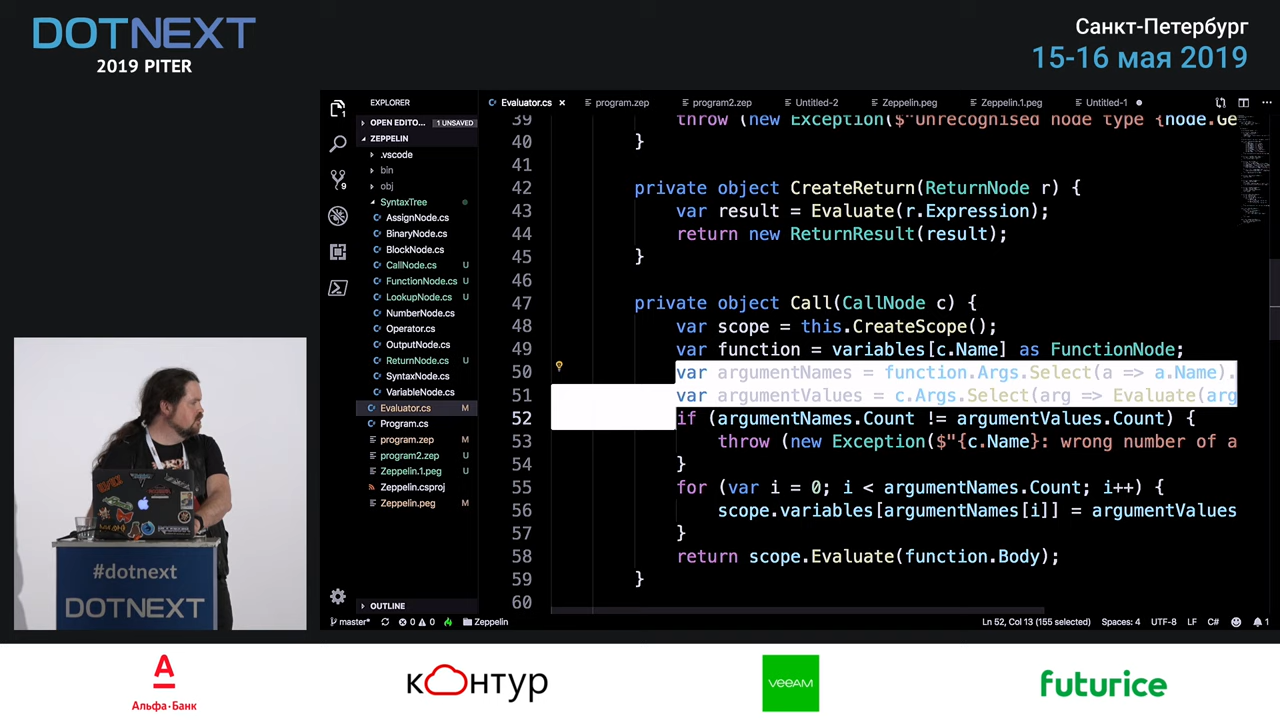 DOTNEXT
2019 PITER
Санкт-Петербург
15-16 мая 2019
EXPLORER
OPEN EDITO... 1 UNSAVED
ZEPPELIN
.vscode
bin
obj
SyntaxTree
AssignNode.cs
BinaryNode.cs
BlockNode.cs
CallNode.cs U
FunctionNode.cs U
LookupNode.cs U
NumberNode.cs
Operator.cs
OutputNode.cs
ReturnNode.cs U
SyntaxNode.cs
VariableNode.cs
Evaluator.cs M
Program.cs
program.zep M
program2.zep U
Zeppelin.1.peg U
Zeppelin.csproj
Zeppelin.peg M
OUTLINE
Evaluator.cs × program.zep program2.zep Untitled-2 Zeppelin.peg Zeppelin.1.peg Untitled-1
39 throw (new Exception($"Unrecognised node type {node.Ge
40 }
41
42 private object CreateReturn(ReturnNode r) {
43 var result = Evaluate(r.Expression);
44 return new ReturnResult(result);
45 }
46
47 private object Call(CallNode c) {
48 var scope = this.CreateScope();
49 var function = variables[c.Name] as FunctionNode;
50 var argumentNames = function.Args.Select(a => a.Name).
51 var argumentValues = c.Args.Select(arg => Evaluate(arg
52 if (argumentNames.Count != argumentValues.Count) {
53 throw (new Exception($"{c.Name}: wrong number of a
54 }
55 for (var i = 0; i < argumentNames.Count; i++) {
56 scope.variables[argumentNames[i]] = argumentValues
57 }
58 return scope.Evaluate(function.Body);
59 }
60
master* 0 0 Zeppelin Ln 52, Col 13 (155 selected) Spaces: 4 UTF-8 LF C# 1
#dotnext
DOTNEXT
А
Альфа·Банк
контур
veeAM
futurice